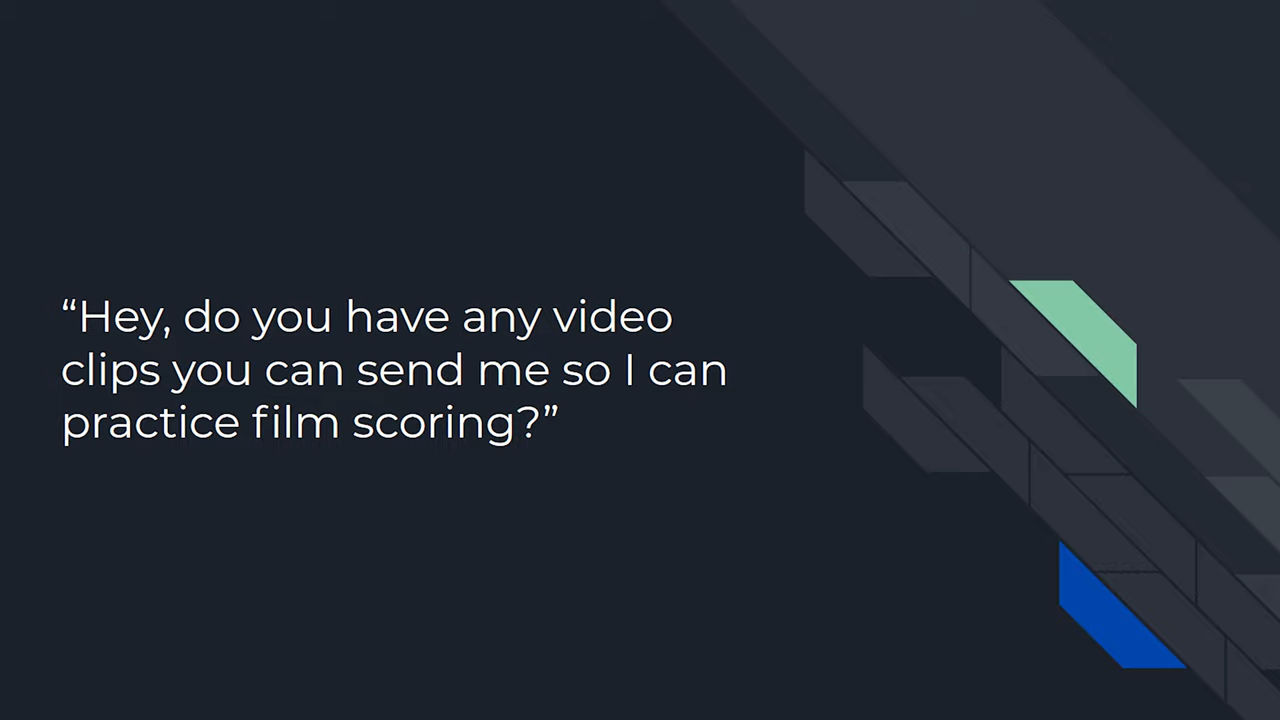 “Hey, do you have any video
clips you can send me so I can
practice film scoring?”